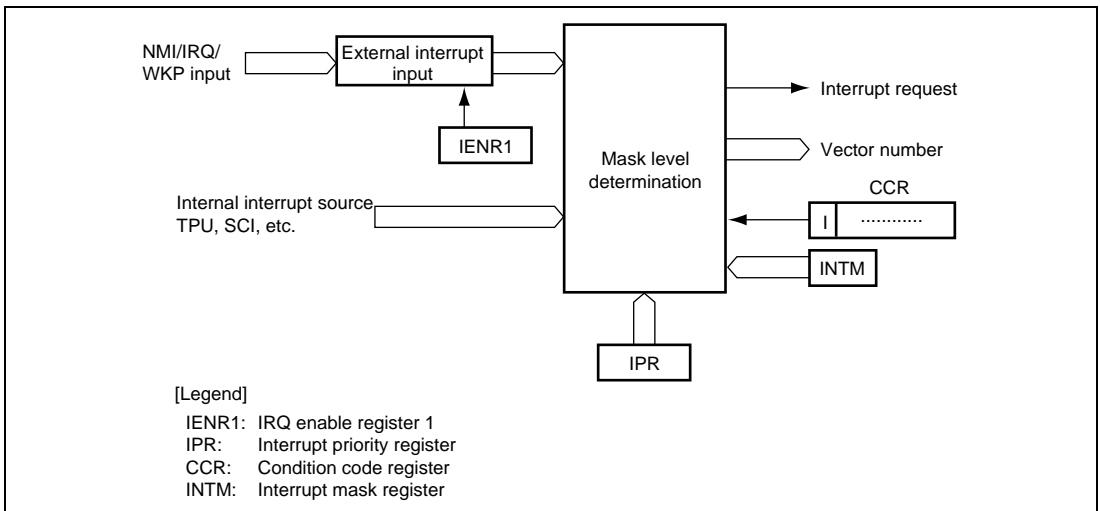 NMI/IRQ/
WKP input
External interrupt
input
IENR1
Internal interrupt source
TPU, SCI, etc.
Mask level
determination
Interrupt request
Vector number
CCR
I ............
INTM
IPR
[Legend]
IENR1: IRQ enable register 1
IPR: Interrupt priority register
CCR: Condition code register
INTM: Interrupt mask register